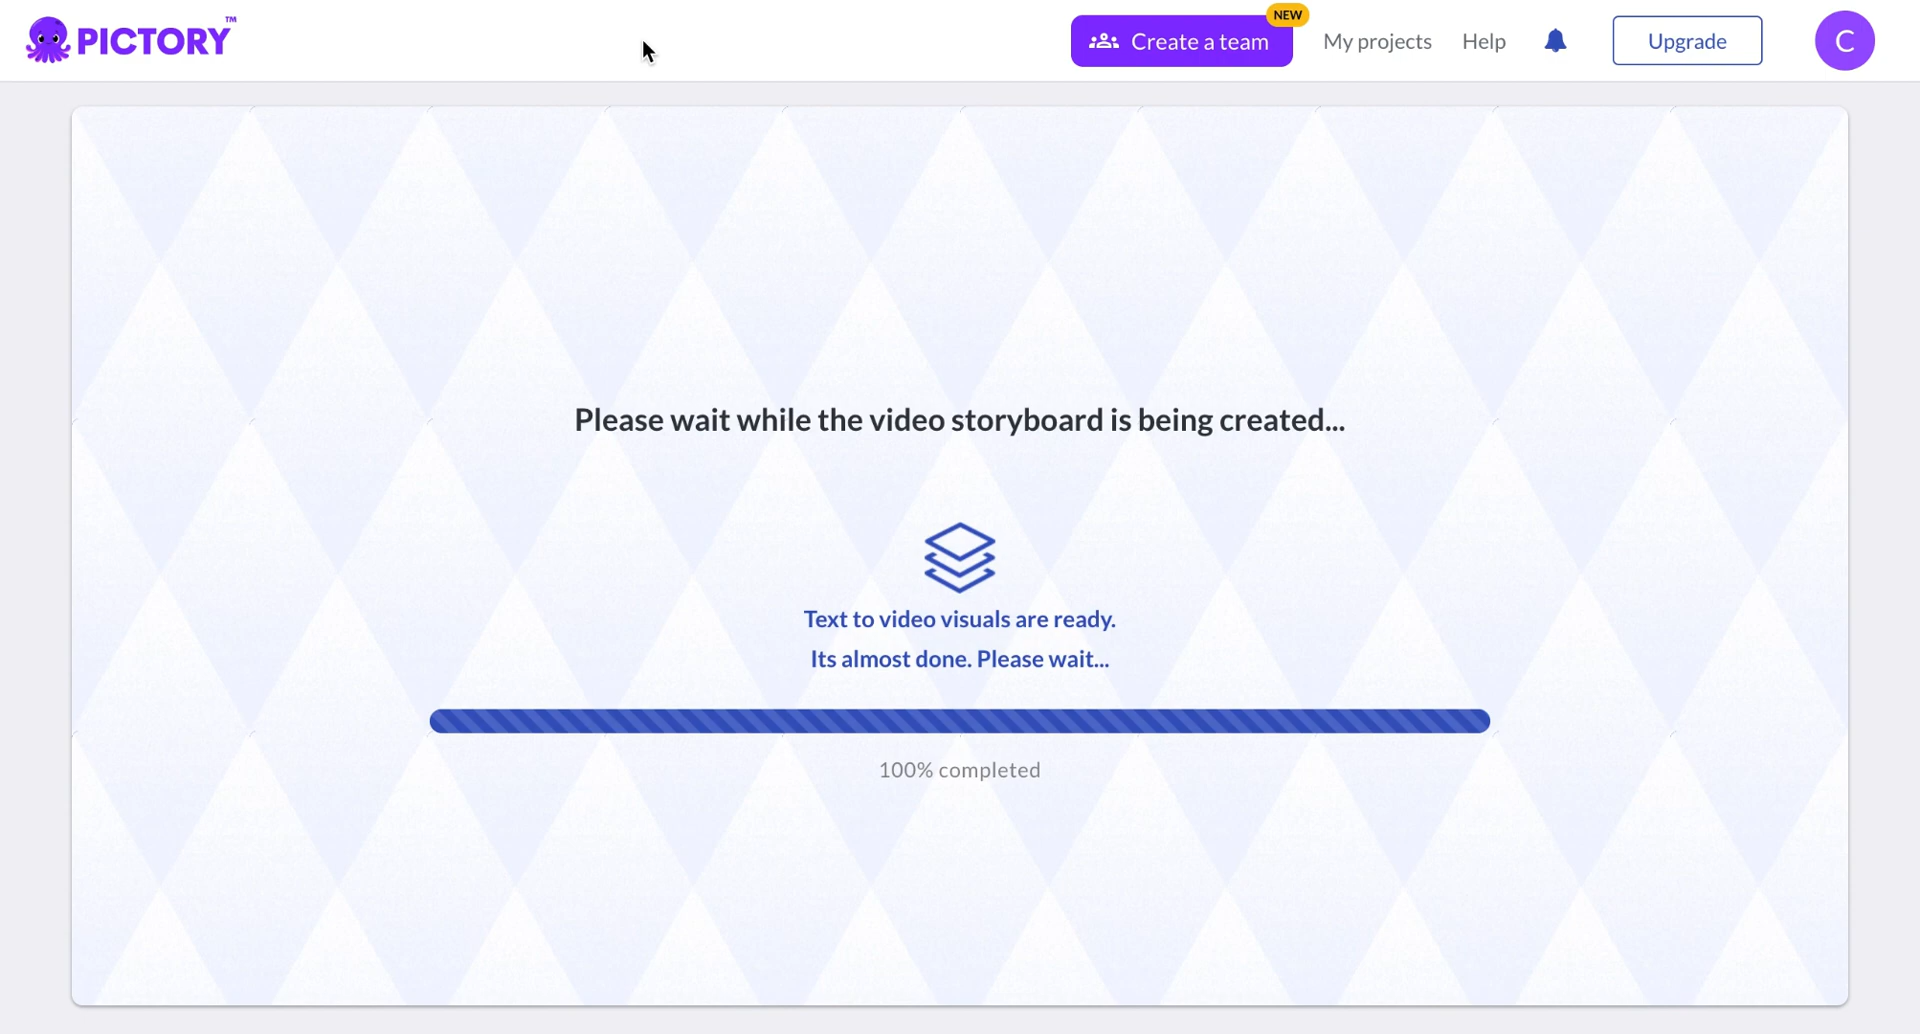 PICTORY™
NEW
Create a team
My projects
Help
Upgrade
C
Please wait while the video storyboard is being created...
Text to video visuals are ready.
Its almost done. Please wait...
100% completed